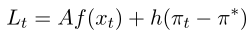 L_t = Af(x_t) + h(π_t − π*)